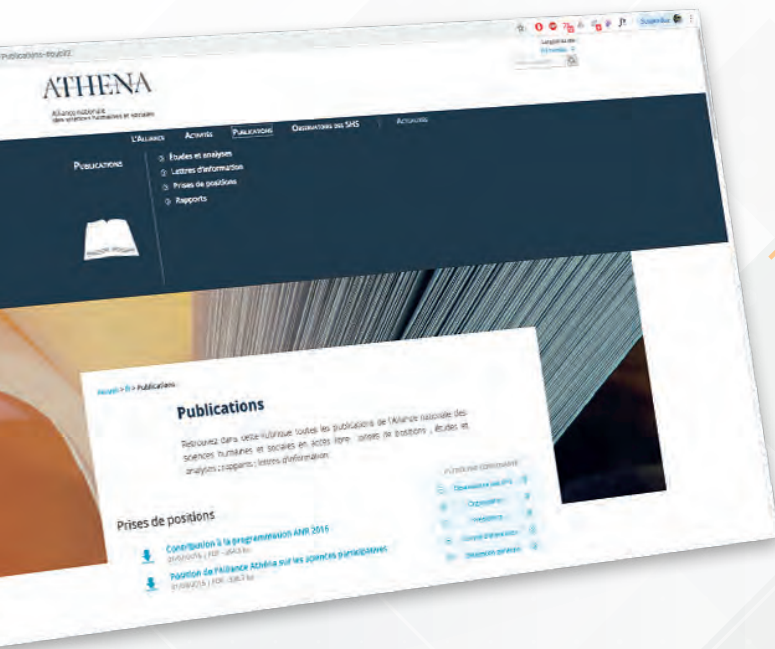 Publications
ATHENA
Alliance nationale
des sciences humaines et sociales
L'Alliance Activités Publications Observatoire des SHS Actualités
Publications
Études et analyses
Lettres d'information
Prises de positions
Rapports
Accueil > > Publications
Publications
Retrouvez dans cette rubrique toutes les publications de l'Alliance nationale des
sciences humaines et sociales en accès libre : prises de positions ; études et
analyses ; rapports ; lettres d'information.
Prises de positions
Contribution à la programmation ANR 2016
Position de l'Alliance Athéna sur les sciences participatives